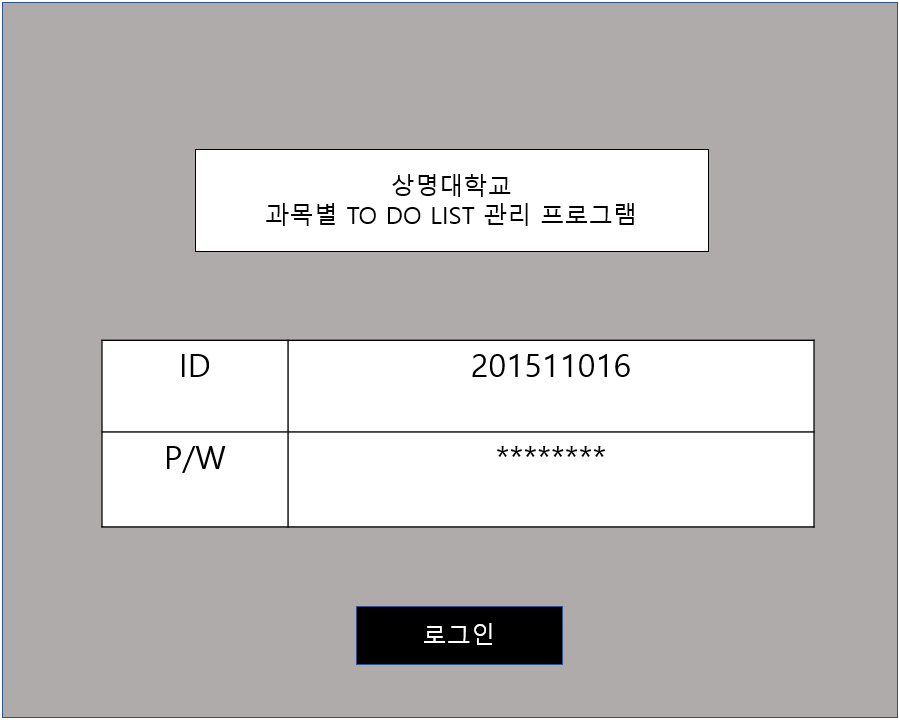 상명대학교
과목별 TO DO LIST 관리 프로그램
ID 201511016
P/W ********
로그인